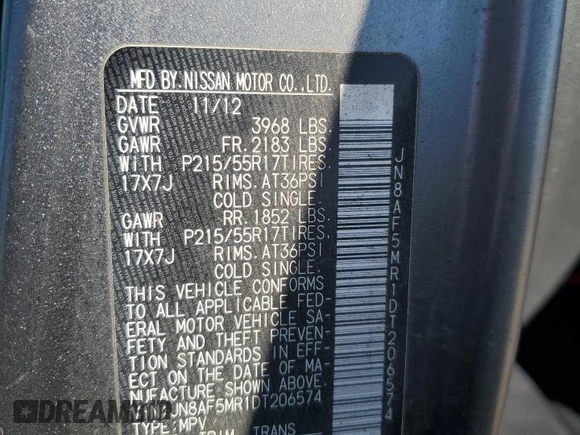 MFD BY. NISSAN MOTOR CO., LTD.
DATE 11/12
GVWR 3968 LBS.
GAWR FR. 2183 LBS.
WITH P215/55R17TIRES.
17X7J RIMS. AT36PSI
COLD SINGLE.
GAWR RR. 1852 LBS.
WITH P215/55R17TIRES.
17X7J RIMS. AT36PSI
COLD SINGLE.
THIS VEHICLE CONFORMS
TO ALL APPLICABLE FED-
ERAL MOTOR VEHICLE SA-
FETY AND THEFT PREVEN-
TION STANDARDS IN EFF-
ECT ON THE DATE OF MA-
NUFACTURE SHOWN ABOVE.
JN8AF5MR1DT206574
MPV
TRIM TRANS
JN8AF5MR1DT206574
AutoHelperBot